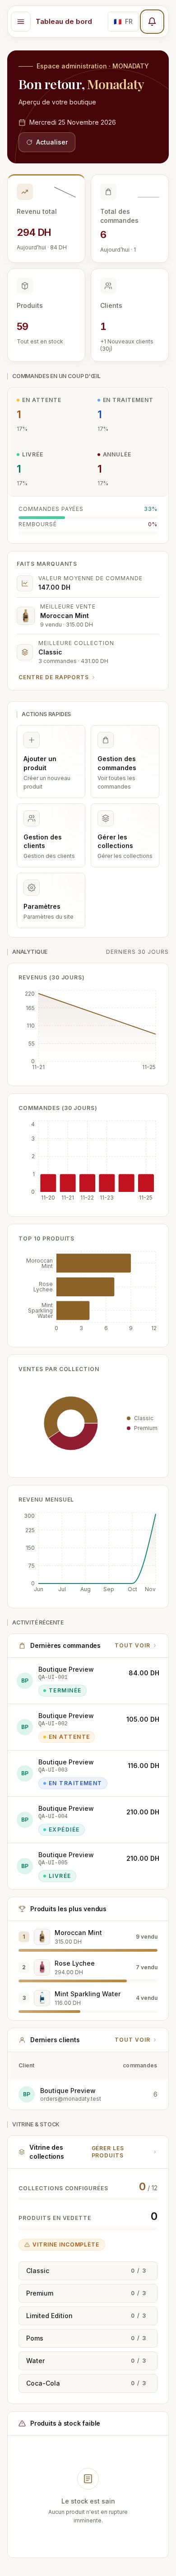 Tableau de bord
FR
Espace administration · MONADATY
Bon retour, Monadaty
Aperçu de votre boutique
Mercredi 25 Novembre 2026
Actualiser
Revenu total
294 DH
Aujourd'hui · 84 DH
Total des commandes
6
Aujourd'hui · 1
Produits
59
Tout est en stock
Clients
1
+1 Nouveaux clients (30j)
COMMANDES EN UN COUP D'ŒIL
EN ATTENTE
1
17%
EN TRAITEMENT
1
17%
LIVRÉE
1
17%
ANNULÉE
1
17%
COMMANDES PAYÉES 33%
REMBOURSÉ 0%
FAITS MARQUANTS
VALEUR MOYENNE DE COMMANDE
147.00 DH
MEILLEURE VENTE
Moroccan Mint
9 vendu · 315.00 DH
MEILLEURE COLLECTION
Classic
3 commandes · 431.00 DH
CENTRE DE RAPPORTS
ACTIONS RAPIDES
Ajouter un produit
Créer un nouveau produit
Gestion des commandes
Voir toutes les commandes
Gestion des clients
Gestion des clients
Gérer les collections
Gérer les collections
Paramètres
Paramètres du site
ANALYTIQUE
DERNIERS 30 JOURS
REVENUS (30 JOURS)
220
165
110
55
0
11-21 11-25
COMMANDES (30 JOURS)
4
3
2
1
0
11-20 11-21 11-22 11-23 11-25
TOP 10 PRODUITS
Moroccan Mint
Rose Lychee
Mint Sparkling Water
0 3 6 9 12
VENTES PAR COLLECTION
Classic
Premium
REVENU MENSUEL
300
225
150
75
0
Jun Jul Aug Sep Oct Nov
ACTIVITÉ RÉCENTE
Dernières commandes TOUT VOIR
BP
Boutique Preview 84.00 DH
QA-UI-001
TERMINÉE
BP
Boutique Preview 105.00 DH
QA-UI-002
EN ATTENTE
BP
Boutique Preview 116.00 DH
QA-UI-003
EN TRAITEMENT
BP
Boutique Preview 210.00 DH
QA-UI-004
EXPÉDIÉE
BP
Boutique Preview 210.00 DH
QA-UI-005
LIVRÉE
Produits les plus vendus
1 Moroccan Mint 9 vendu
315.00 DH
2 Rose Lychee 7 vendu
294.00 DH
3 Mint Sparkling Water 4 vendu
116.00 DH
Derniers clients TOUT VOIR
Client commandes
BP
Boutique Preview 6
orders@monadaty.test
VITRINE & STOCK
Vitrine des collections
GÉRER LES PRODUITS
COLLECTIONS CONFIGURÉES 0 / 12
PRODUITS EN VEDETTE 0
VITRINE INCOMPLÈTE
Classic 0 / 3
Premium 0 / 3
Limited Edition 0 / 3
Poms 0 / 3
Water 0 / 3
Coca-Cola 0 / 3
Produits à stock faible
Le stock est sain
Aucun produit n'est en rupture imminente.